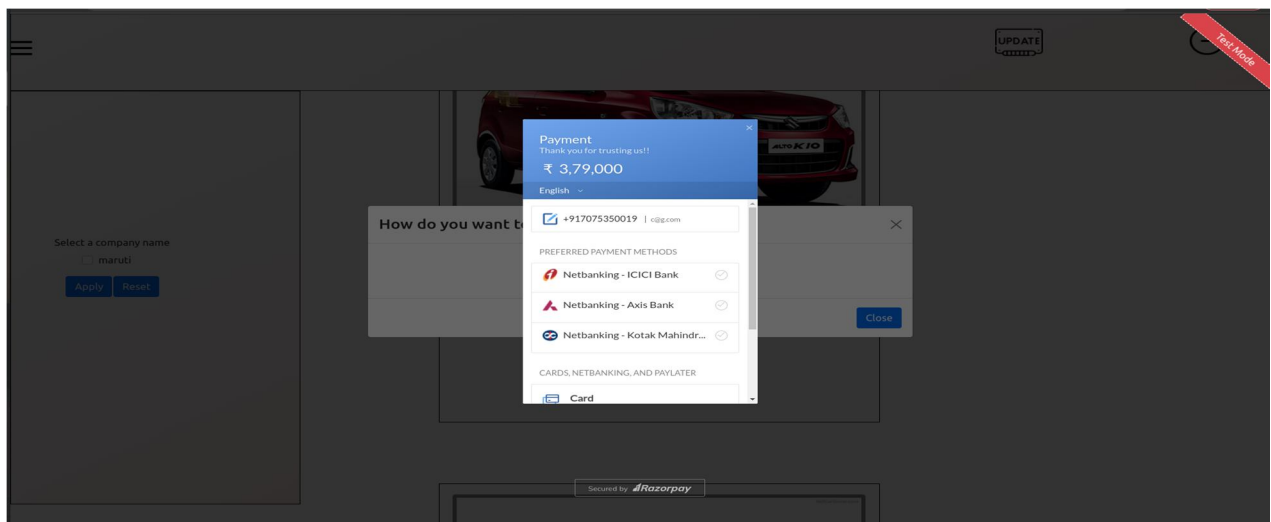 UPDATE
Test Mode
AUTO K 10
Payment
Thank you for trusting us!!
₹ 3,79,000
English
+917075350019 | c@g.com
PREFERRED PAYMENT METHODS
Netbanking - ICICI Bank
Netbanking - Axis Bank
Netbanking - Kotak Mahindr...
CARDS, NETBANKING, AND PAYLATER
Card
How do you want t
Close
Select a company name
maruti
Apply
Reset
Secured by Razorpay